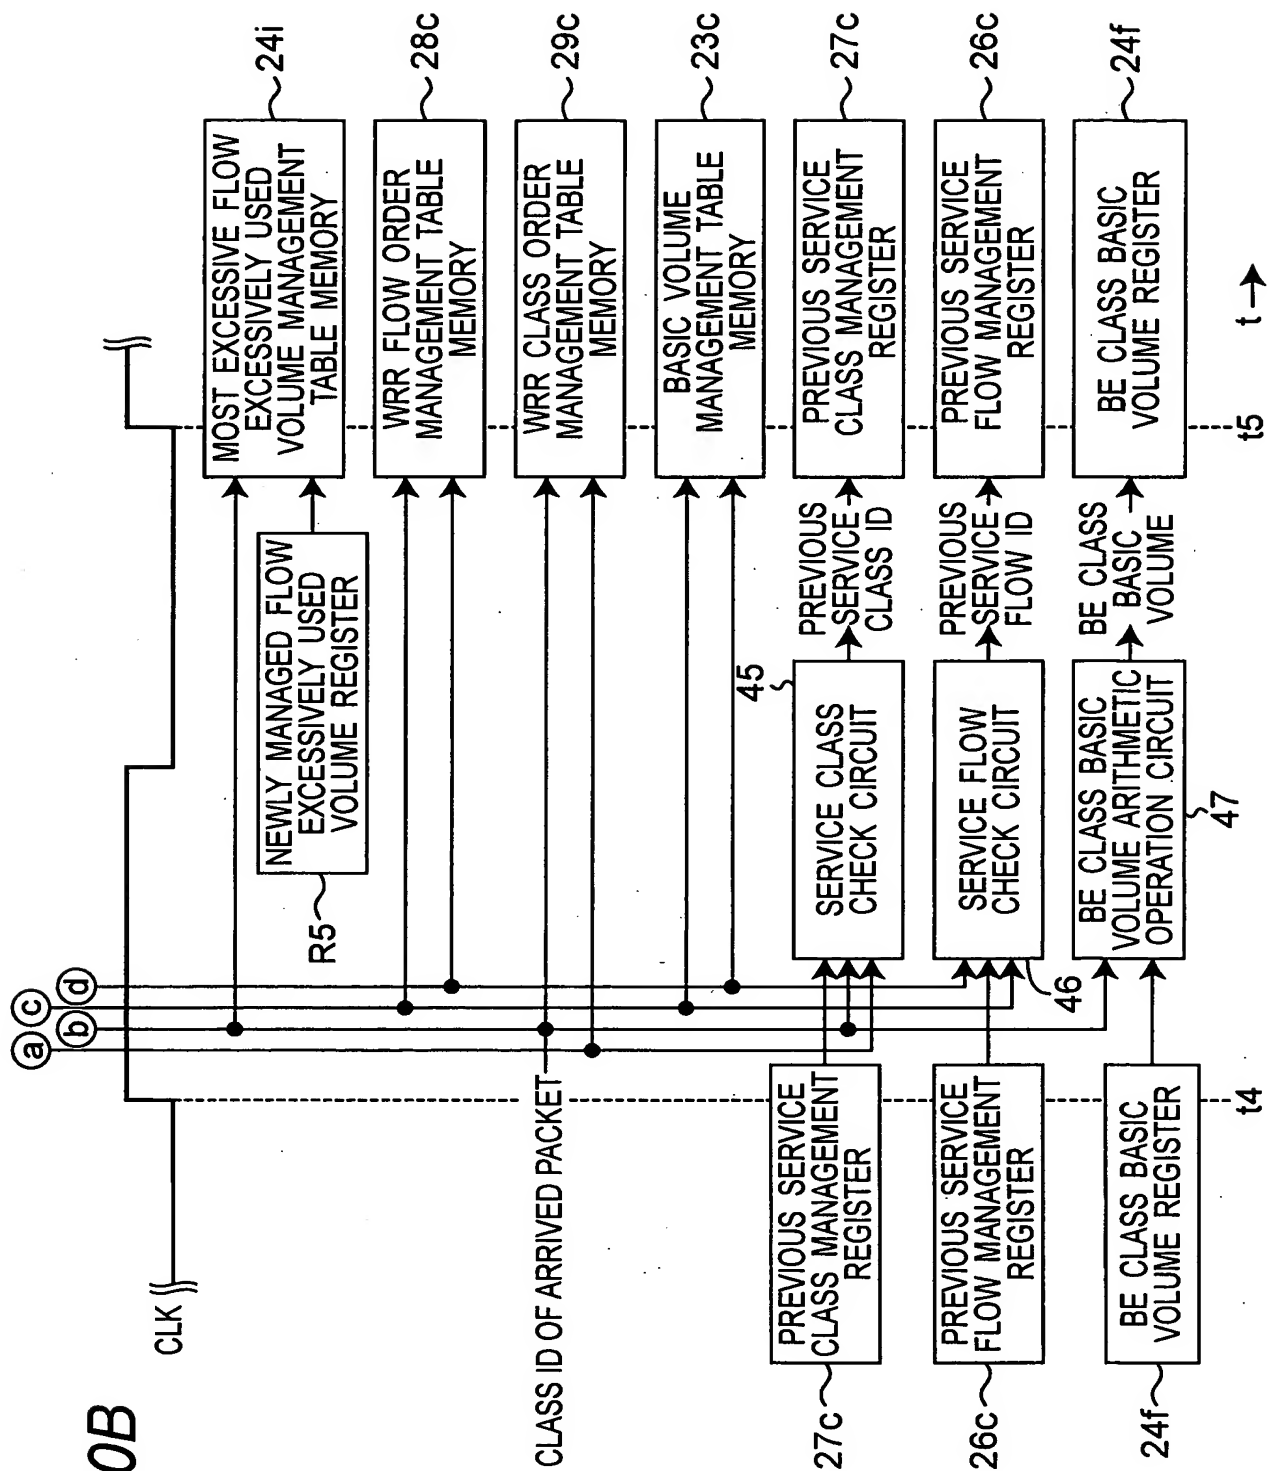 0B
CLK
a
b
c
d
CLASS ID OF ARRIVED PACKET
MOST EXCESSIVE FLOW
EXCESSIVELY USED
VOLUME MANAGEMENT
TABLE MEMORY
24i
NEWLY MANAGED FLOW
EXCESSIVELY USED
VOLUME REGISTER
R5
WRR FLOW ORDER
MANAGEMENT TABLE
MEMORY
28c
WRR CLASS ORDER
MANAGEMENT TABLE
MEMORY
29c
BASIC VOLUME
MANAGEMENT TABLE
MEMORY
23c
27c
PREVIOUS SERVICE
CLASS MANAGEMENT
REGISTER
45
SERVICE CLASS
CHECK CIRCUIT
PREVIOUS
SERVICE
CLASS ID
PREVIOUS SERVICE
CLASS MANAGEMENT
REGISTER
27c
26c
PREVIOUS SERVICE
FLOW MANAGEMENT
REGISTER
46
SERVICE FLOW
CHECK CIRCUIT
PREVIOUS
SERVICE
FLOW ID
PREVIOUS SERVICE
FLOW MANAGEMENT
REGISTER
26c
24f
BE CLASS BASIC
VOLUME REGISTER
BE CLASS BASIC
VOLUME ARITHMETIC
OPERATION CIRCUIT
47
BE CLASS
BASIC
VOLUME
BE CLASS BASIC
VOLUME REGISTER
24f
t4
t5
t